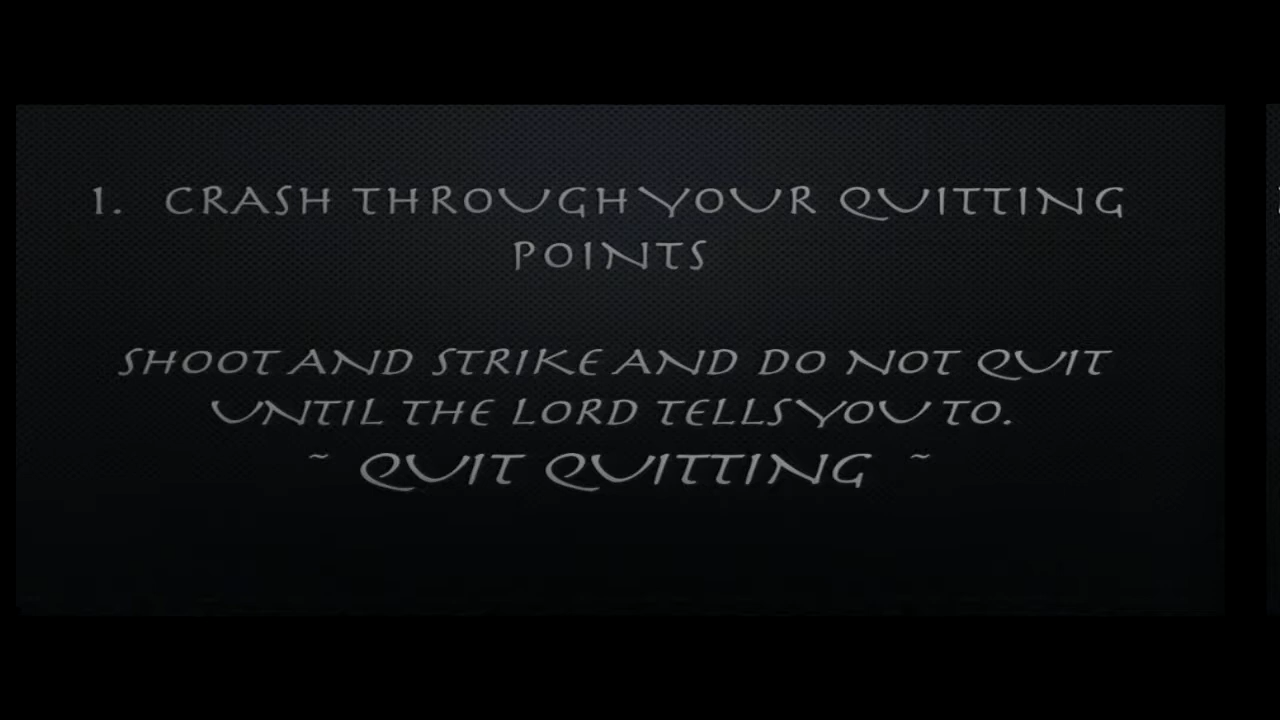 1. CRASH THROUGH YOUR QUITTING
POINTS
SHOOT AND STRIKE AND DO NOT QUIT
UNTIL THE LORD TELLS YOU TO.
~ QUIT QUITTING ~